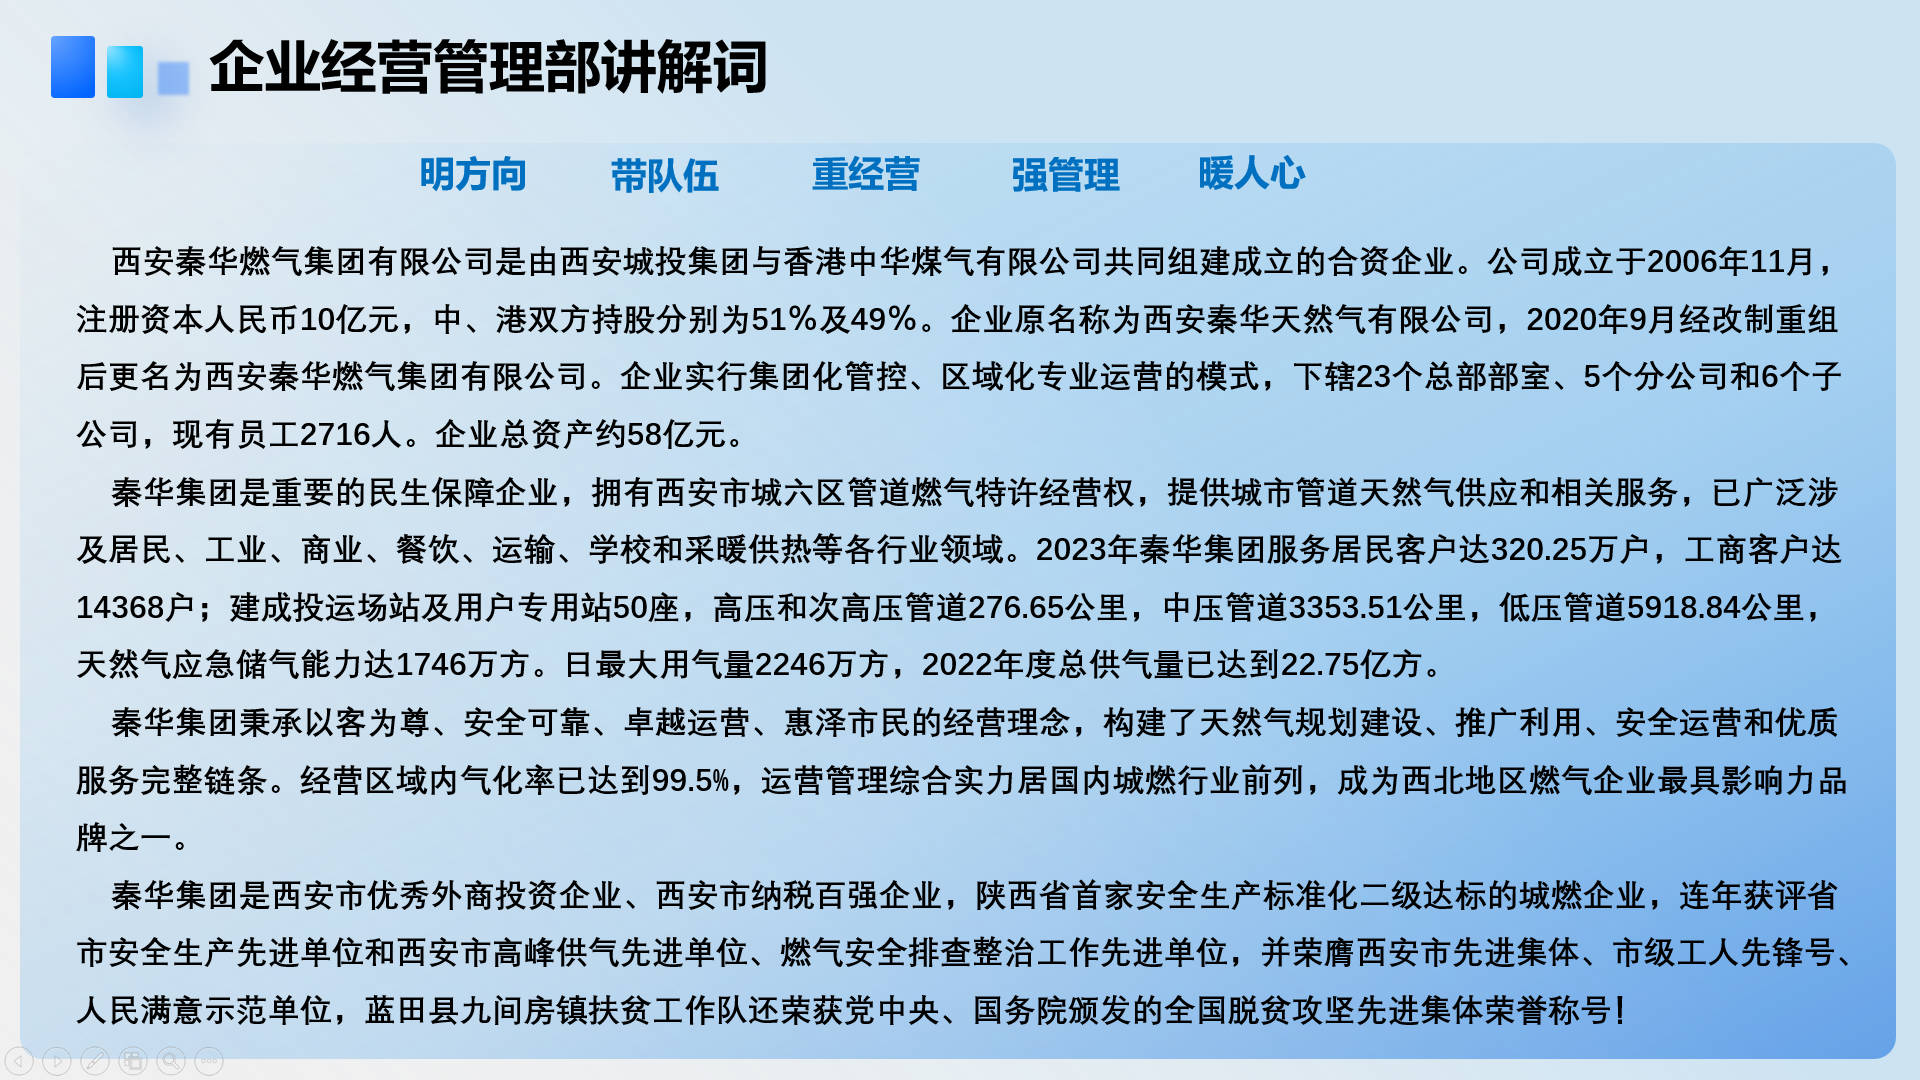 企业经营管理部讲解词
明方向 带队伍 重经营 强管理 暖人心
西安秦华燃气集团有限公司是由西安城投集团与香港中华煤气有限公司共同组建成立的合资企业。公司成立于2006年11月，
注册资本人民币10亿元，中、港双方持股分别为51%及49%。企业原名称为西安秦华天然气有限公司，2020年9月经改制重组
后更名为西安秦华燃气集团有限公司。企业实行集团化管控、区域化专业运营的模式，下辖23个总部部室、5个分公司和6个子
公司，现有员工2716人。企业总资产约58亿元。
秦华集团是重要的民生保障企业，拥有西安市城六区管道燃气特许经营权，提供城市管道天然气供应和相关服务，已广泛涉
及居民、工业、商业、餐饮、运输、学校和采暖供热等各行业领域。2023年秦华集团服务居民客户达320.25万户，工商客户达
14368户；建成投运场站及用户专用站50座，高压和次高压管道276.65公里，中压管道3353.51公里，低压管道5918.84公里，
天然气应急储气能力达1746万方。日最大用气量2246万方，2022年度总供气量已达到22.75亿方。
秦华集团秉承以客为尊、安全可靠、卓越运营、惠泽市民的经营理念，构建了天然气规划建设、推广利用、安全运营和优质
服务完整链条。经营区域内气化率已达到99.5%，运营管理综合实力居国内城燃行业前列，成为西北地区燃气企业最具影响力品
牌之一。
秦华集团是西安市优秀外商投资企业、西安市纳税百强企业，陕西省首家安全生产标准化二级达标的城燃企业，连年获评省
市安全生产先进单位和西安市高峰供气先进单位、燃气安全排查整治工作先进单位，并荣膺西安市先进集体、市级工人先锋号、
人民满意示范单位，蓝田县九间房镇扶贫工作队还荣获党中央、国务院颁发的全国脱贫攻坚先进集体荣誉称号！